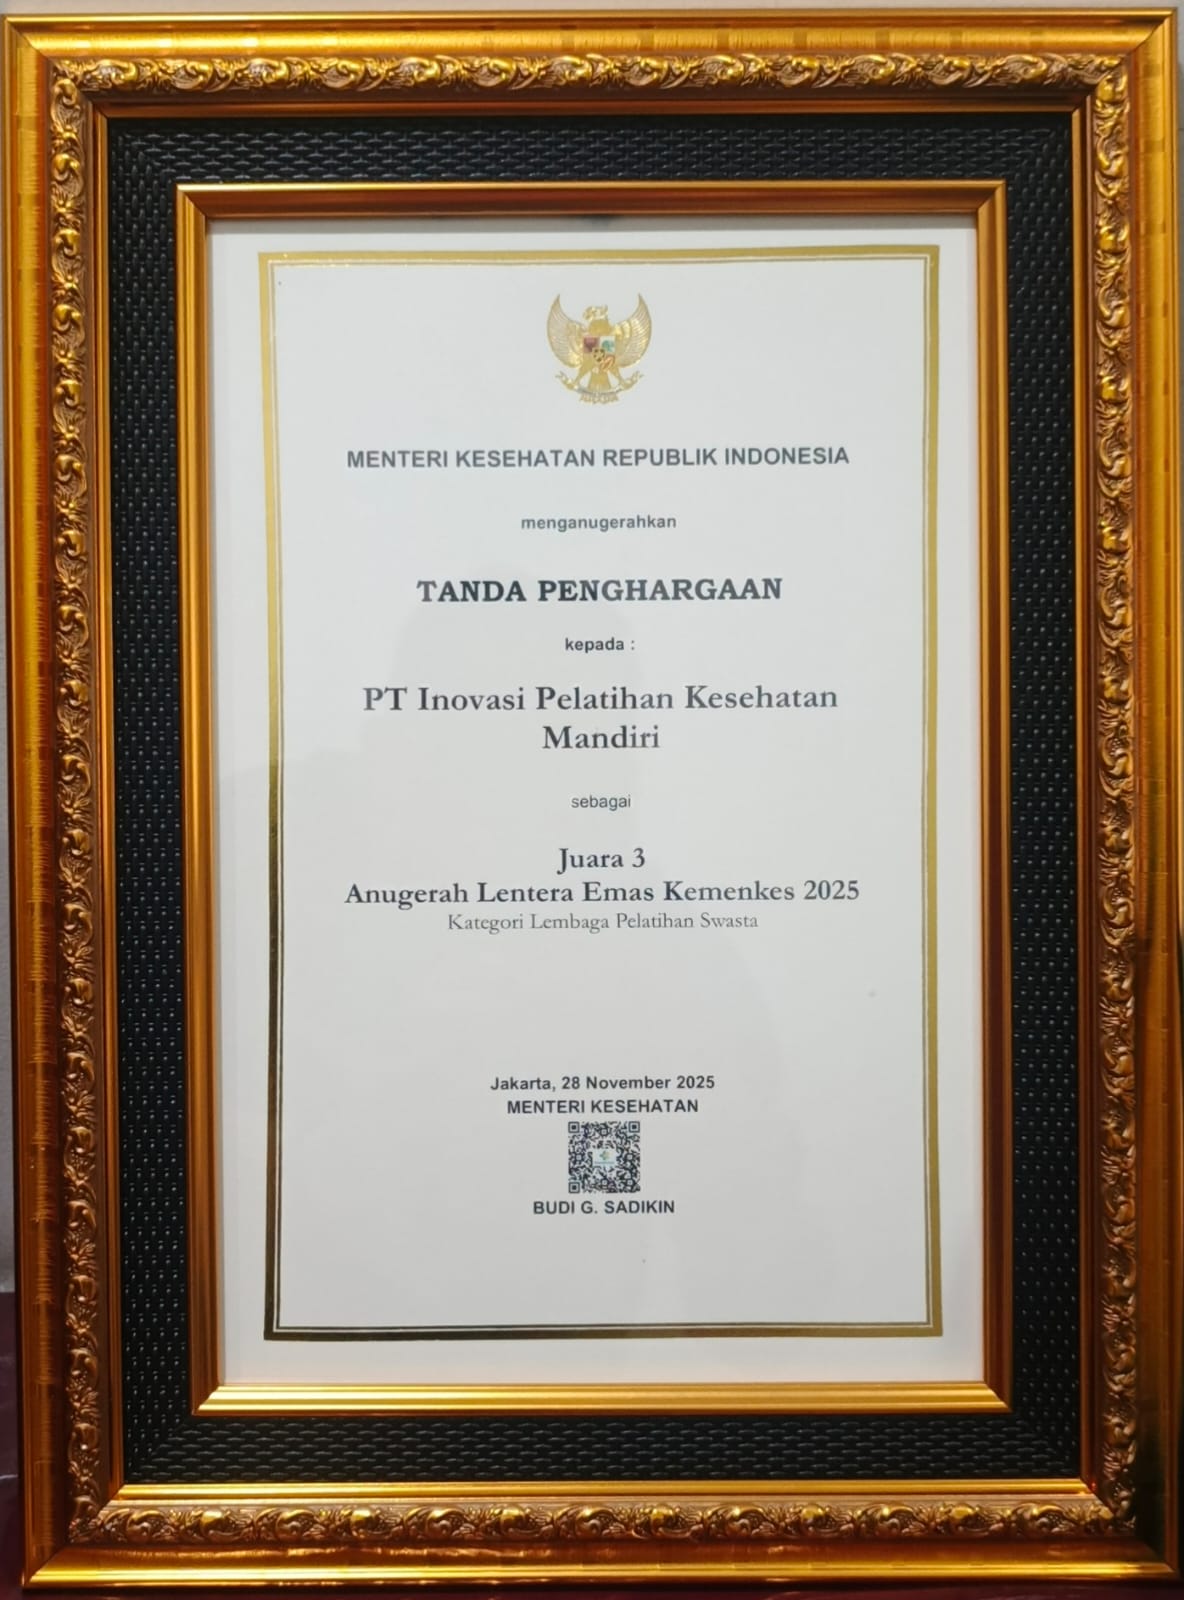 MENTERI KESEHATAN REPUBLIK INDONESIA
menganugerahkan
TANDA PENGHARGAAN
kepada :
PT Inovasi Pelatihan Kesehatan
Mandiri
sebagai
Juara 3
Anugerah Lentera Emas Kemenkes 2025
Kategori Lembaga Pelatihan Swasta
Jakarta, 28 November 2025
MENTERI KESEHATAN
BUDI G. SADIKIN